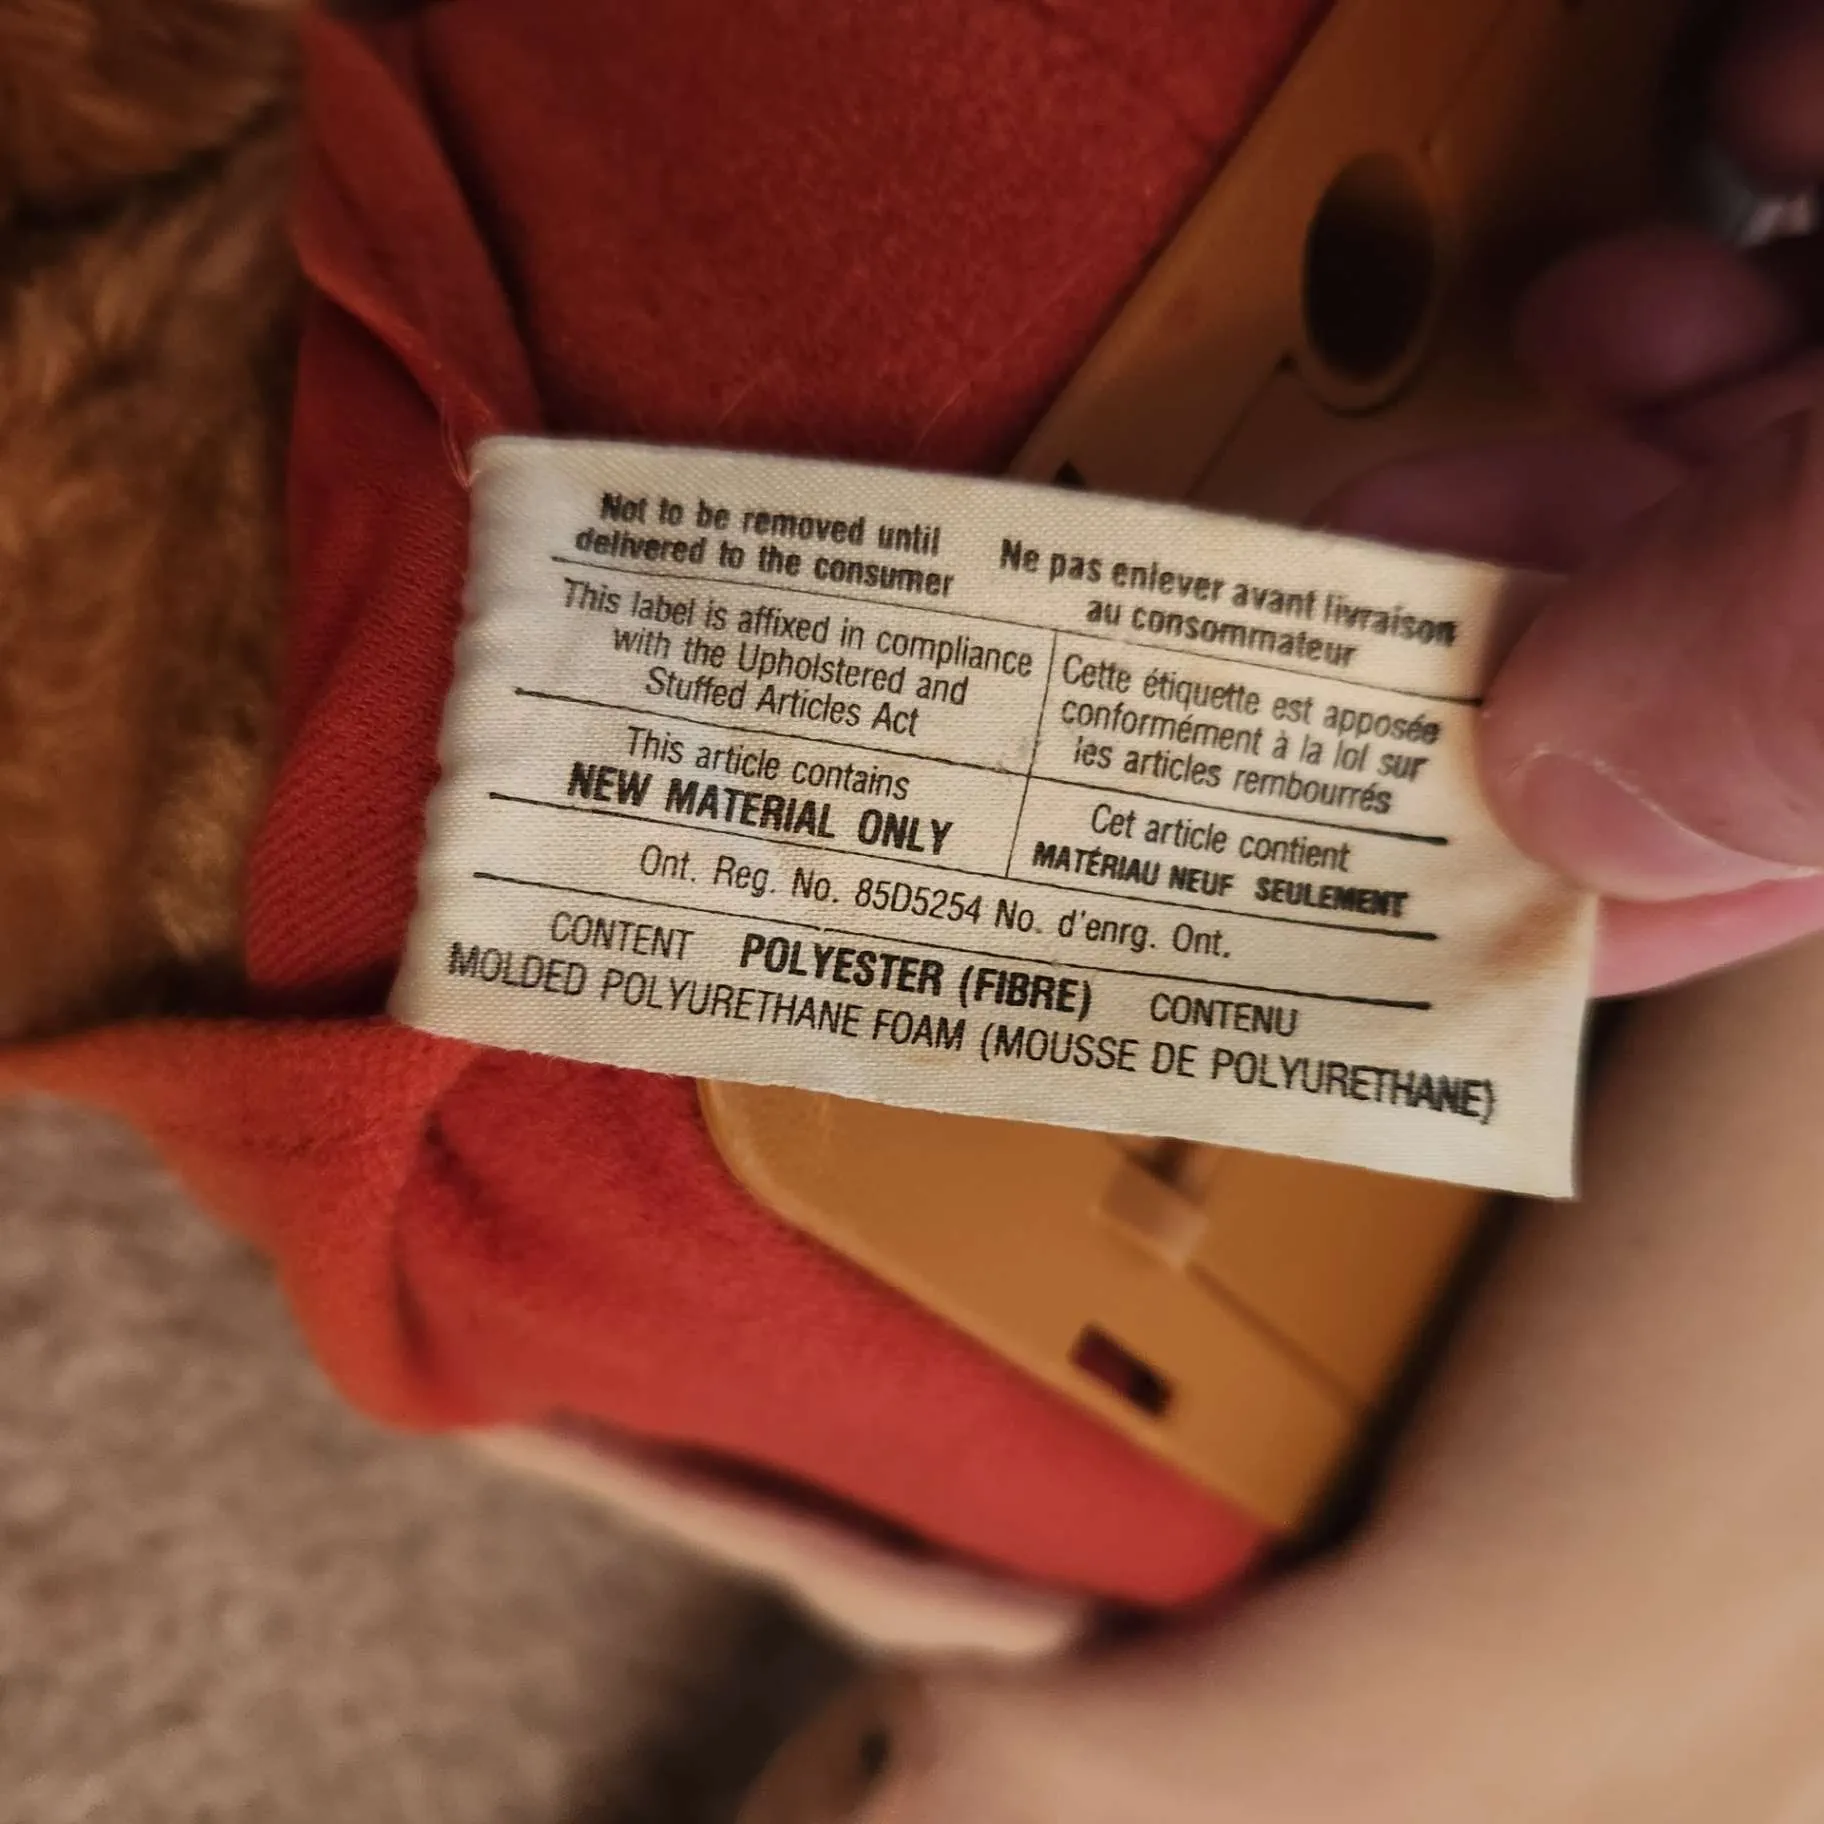 Not to be removed until
delivered to the consumer
Ne pas enlever avant livraison
au consommateur
This label is affixed in compliance
with the Upholstered and
Stuffed Articles Act
Cette étiquette est apposée
conformément à la loi sur
les articles rembourrés
This article contains
NEW MATERIAL ONLY
Cet article contient
MATÉRIAU NEUF SEULEMENT
Ont. Reg. No. 85D5254 No. d'enrg. Ont.
CONTENT POLYESTER (FIBRE) CONTENU
MOLDED POLYURETHANE FOAM (MOUSSE DE POLYURETHANE)